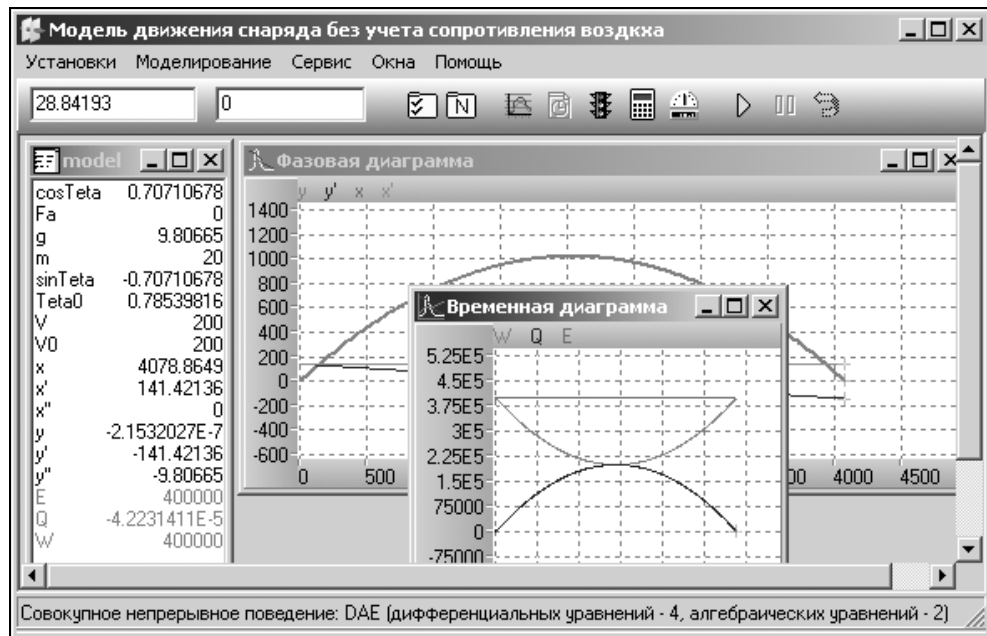 Модель движения снаряда без учета сопротивления воздкха
Установки Моделирование Сервис Окна Помощь
28.84193 0
N
model
cosTeta 0.70710678
Fa 0
g 9.80665
m 20
sinTeta -0.70710678
Teta0 0.78539816
V 200
V0 200
x 4078.8649
x' 141.42136
x" 0
y -2.1532027E-7
y' -141.42136
y" -9.80665
E 400000
Q -4.2231411E-5
W 400000
Фазовая диаграмма
y y' x x'
1400
1200
1000
800
600
400
200
0
-200
-400
-600
0 500 00 4000 4500
Временная диаграмма
W Q E
5.25E5
4.5E5
3.75E5
3E5
2.25E5
1.5E5
75000
0
-75000
Совокупное непрерывное поведение: DAE (дифференциальных уравнений - 4, алгебраических уравнений - 2)